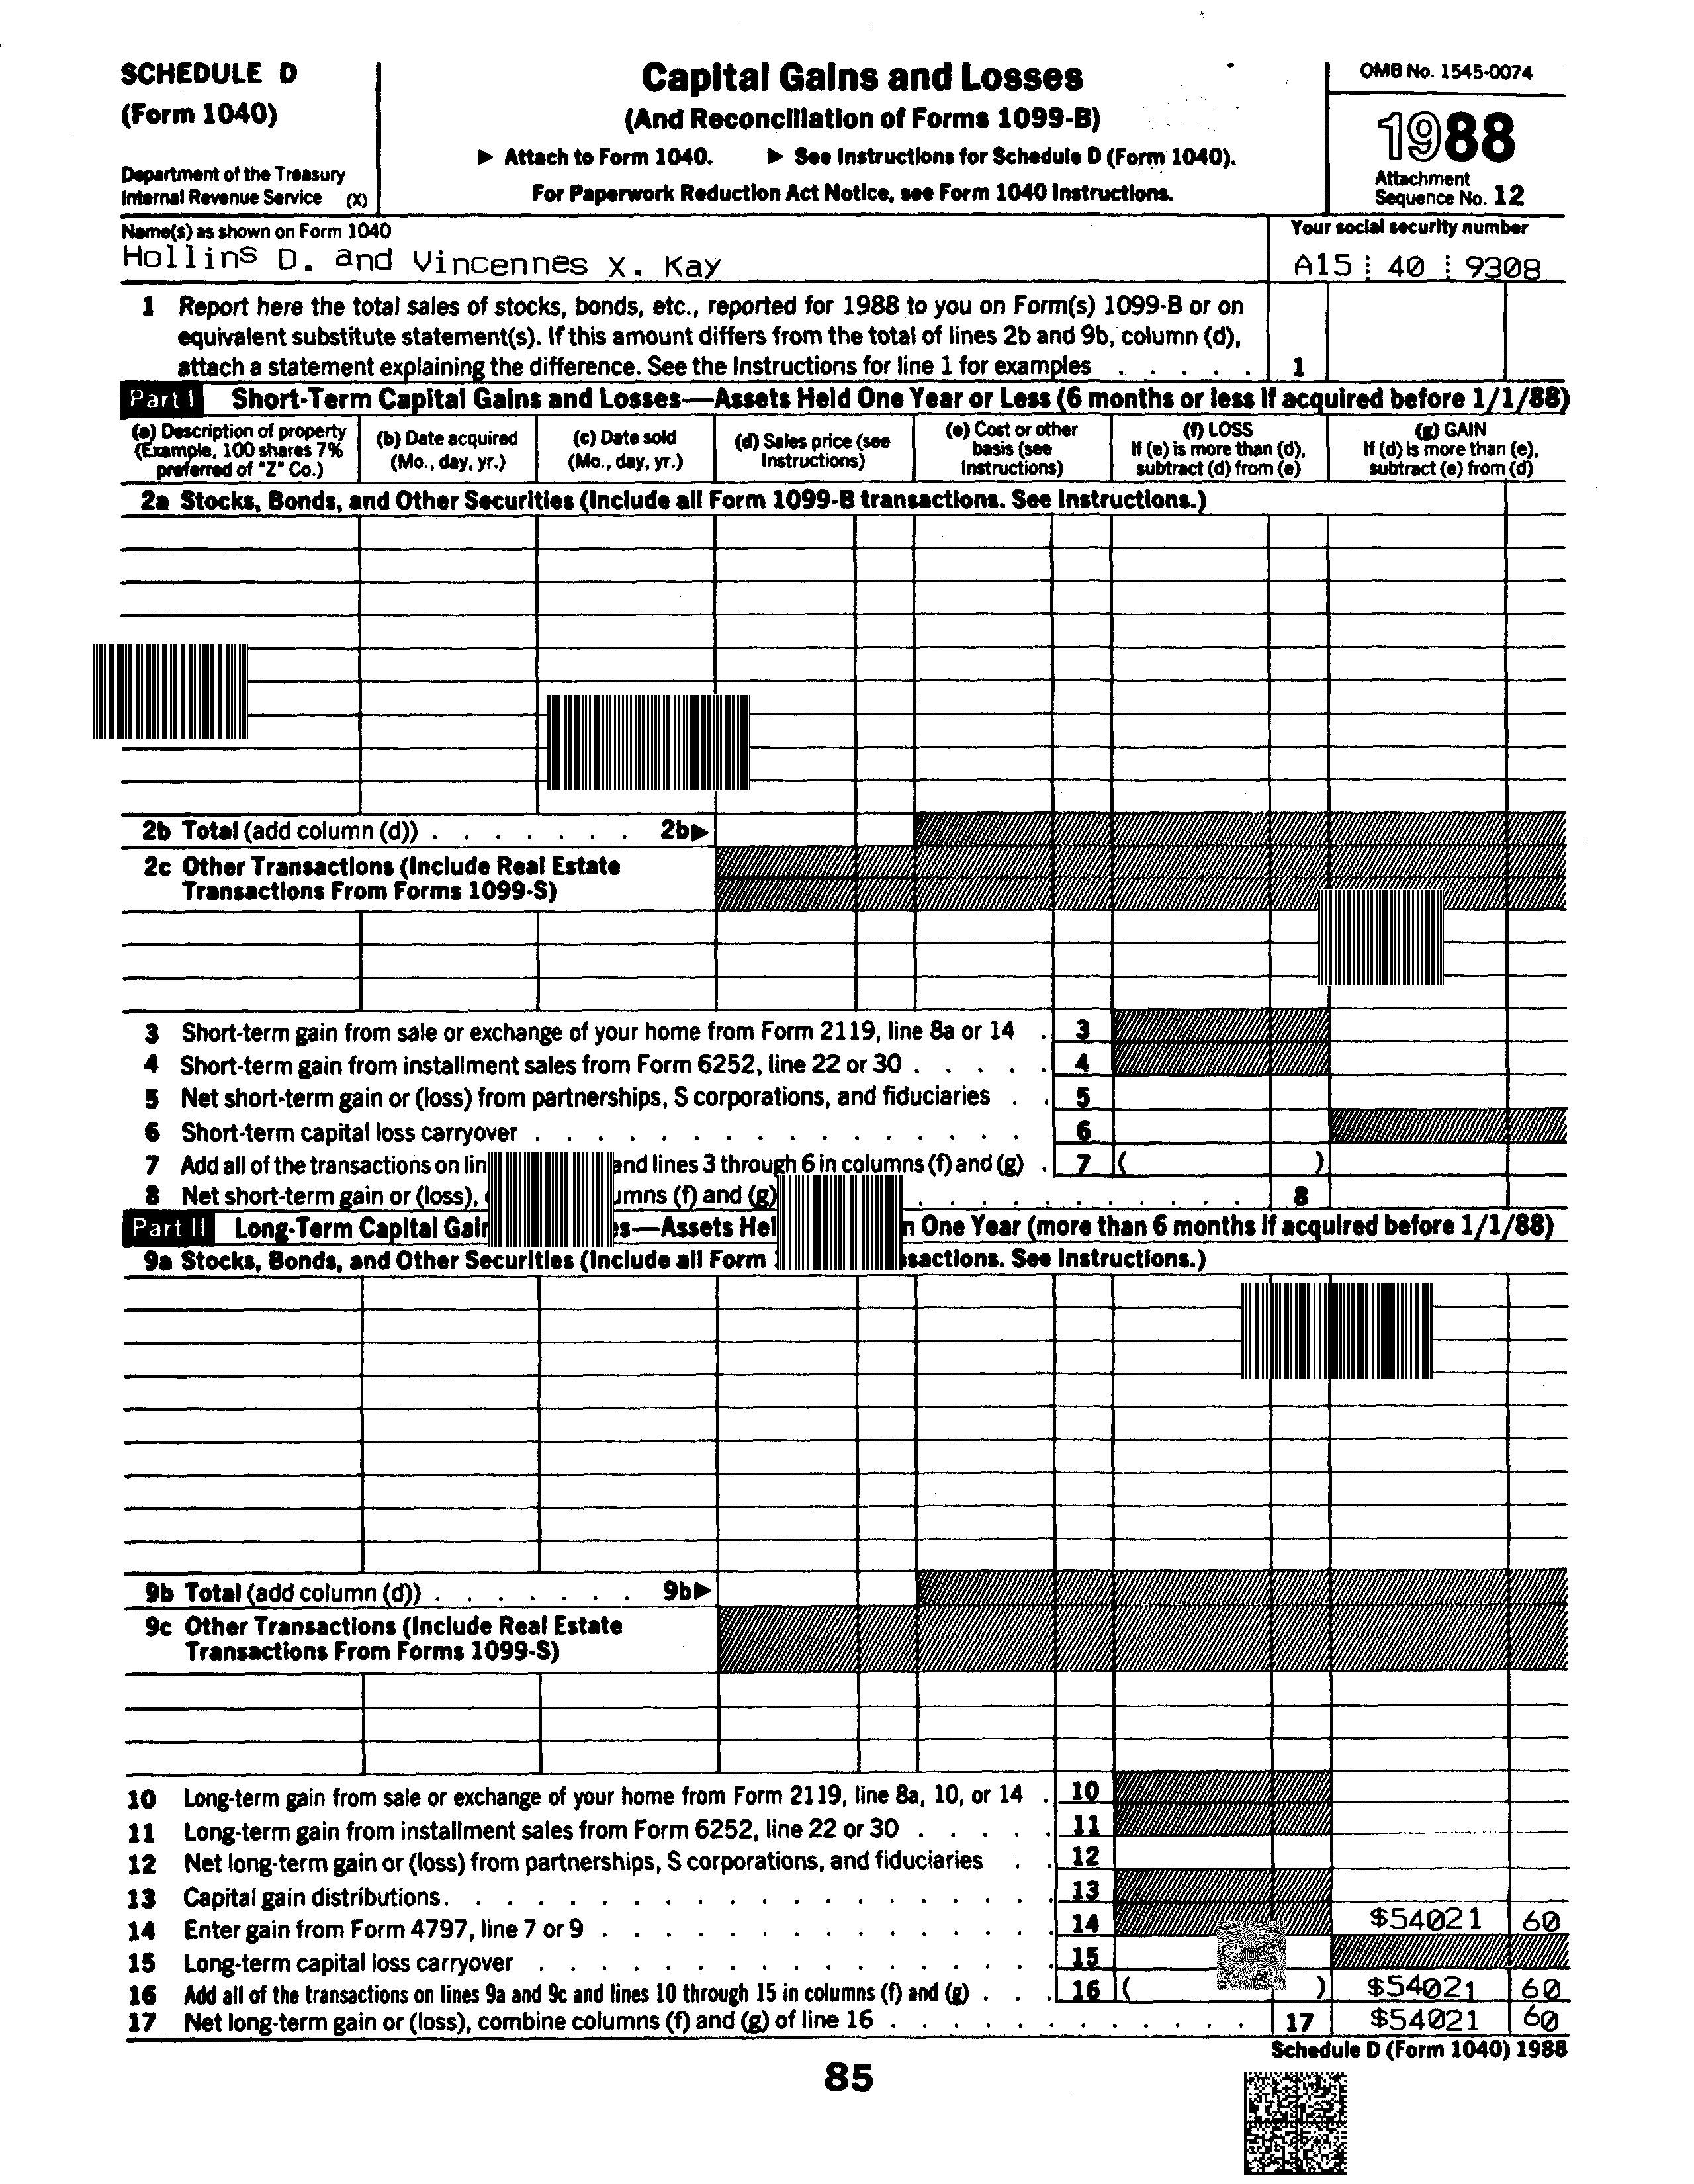 SCHEDULE D
(Form 1040)
Department of the Treasury
Internal Revenue Service (X)
Capital Gains and Losses
(And Reconciliation of Forms 1099-B)
▶ Attach to Form 1040. ▶ See Instructions for Schedule D (Form 1040).
For Paperwork Reduction Act Notice, see Form 1040 Instructions.
OMB No. 1545-0074
1988
Attachment
Sequence No. 12
Name(s) as shown on Form 1040
Hollins D. and Vincennes X. Kay
Your social security number
A15 40 9308
1 Report here the total sales of stocks, bonds, etc., reported for 1988 to you on Form(s) 1099-B or on
equivalent substitute statement(s). If this amount differs from the total of lines 2b and 9b, column (d),
attach a statement explaining the difference. See the Instructions for line 1 for examples . . . . . 1
Part I Short-Term Capital Gains and Losses—Assets Held One Year or Less (6 months or less if acquired before 1/1/88)
(a) Description of property
(Example, 100 shares 7%
preferred of "Z" Co.)
(b) Date acquired
(Mo., day, yr.)
(c) Date sold
(Mo., day, yr.)
(d) Sales price (see
Instructions)
(e) Cost or other
basis (see
Instructions)
(f) LOSS
If (e) is more than (d),
subtract (d) from (e)
(g) GAIN
If (d) is more than (e),
subtract (e) from (d)
2a Stocks, Bonds, and Other Securities (Include all Form 1099-B transactions. See Instructions.)
2b Total (add column (d)) . . . . . . . 2b▶
2c Other Transactions (Include Real Estate
Transactions From Forms 1099-S)
3 Short-term gain from sale or exchange of your home from Form 2119, line 8a or 14 . 3
4 Short-term gain from installment sales from Form 6252, line 22 or 30 . . . . . 4
5 Net short-term gain or (loss) from partnerships, S corporations, and fiduciaries . . 5
6 Short-term capital loss carryover . . . . . . . . . . . . . . . 6
7 Add all of the transactions on lin and lines 3 through 6 in columns (f) and (g) . 7 ( )
8 Net short-term gain or (loss), umns (f) and (g) . . . . . . . . . . . 8
Part II Long-Term Capital Gain s—Assets Hel n One Year (more than 6 months if acquired before 1/1/88)
9a Stocks, Bonds, and Other Securities (Include all Form sactions. See Instructions.)
9b Total (add column (d)) . . . . . . . 9b▶
9c Other Transactions (Include Real Estate
Transactions From Forms 1099-S)
10 Long-term gain from sale or exchange of your home from Form 2119, line 8a, 10, or 14 . 10
11 Long-term gain from installment sales from Form 6252, line 22 or 30 . . . . . 11
12 Net long-term gain or (loss) from partnerships, S corporations, and fiduciaries . . 12
13 Capital gain distributions . . . . . . . . . . . . . . . . . . 13
14 Enter gain from Form 4797, line 7 or 9 . . . . . . . . . . . . . 14 $54021 60
15 Long-term capital loss carryover . . . . . . . . . . . . . . . 15
16 Add all of the transactions on lines 9a and 9c and lines 10 through 15 in columns (f) and (g) . . . 16 ( ) $54021 60
17 Net long-term gain or (loss), combine columns (f) and (g) of line 16 . . . . . . . . . . . . 17 $54021 60
Schedule D (Form 1040) 1988
85